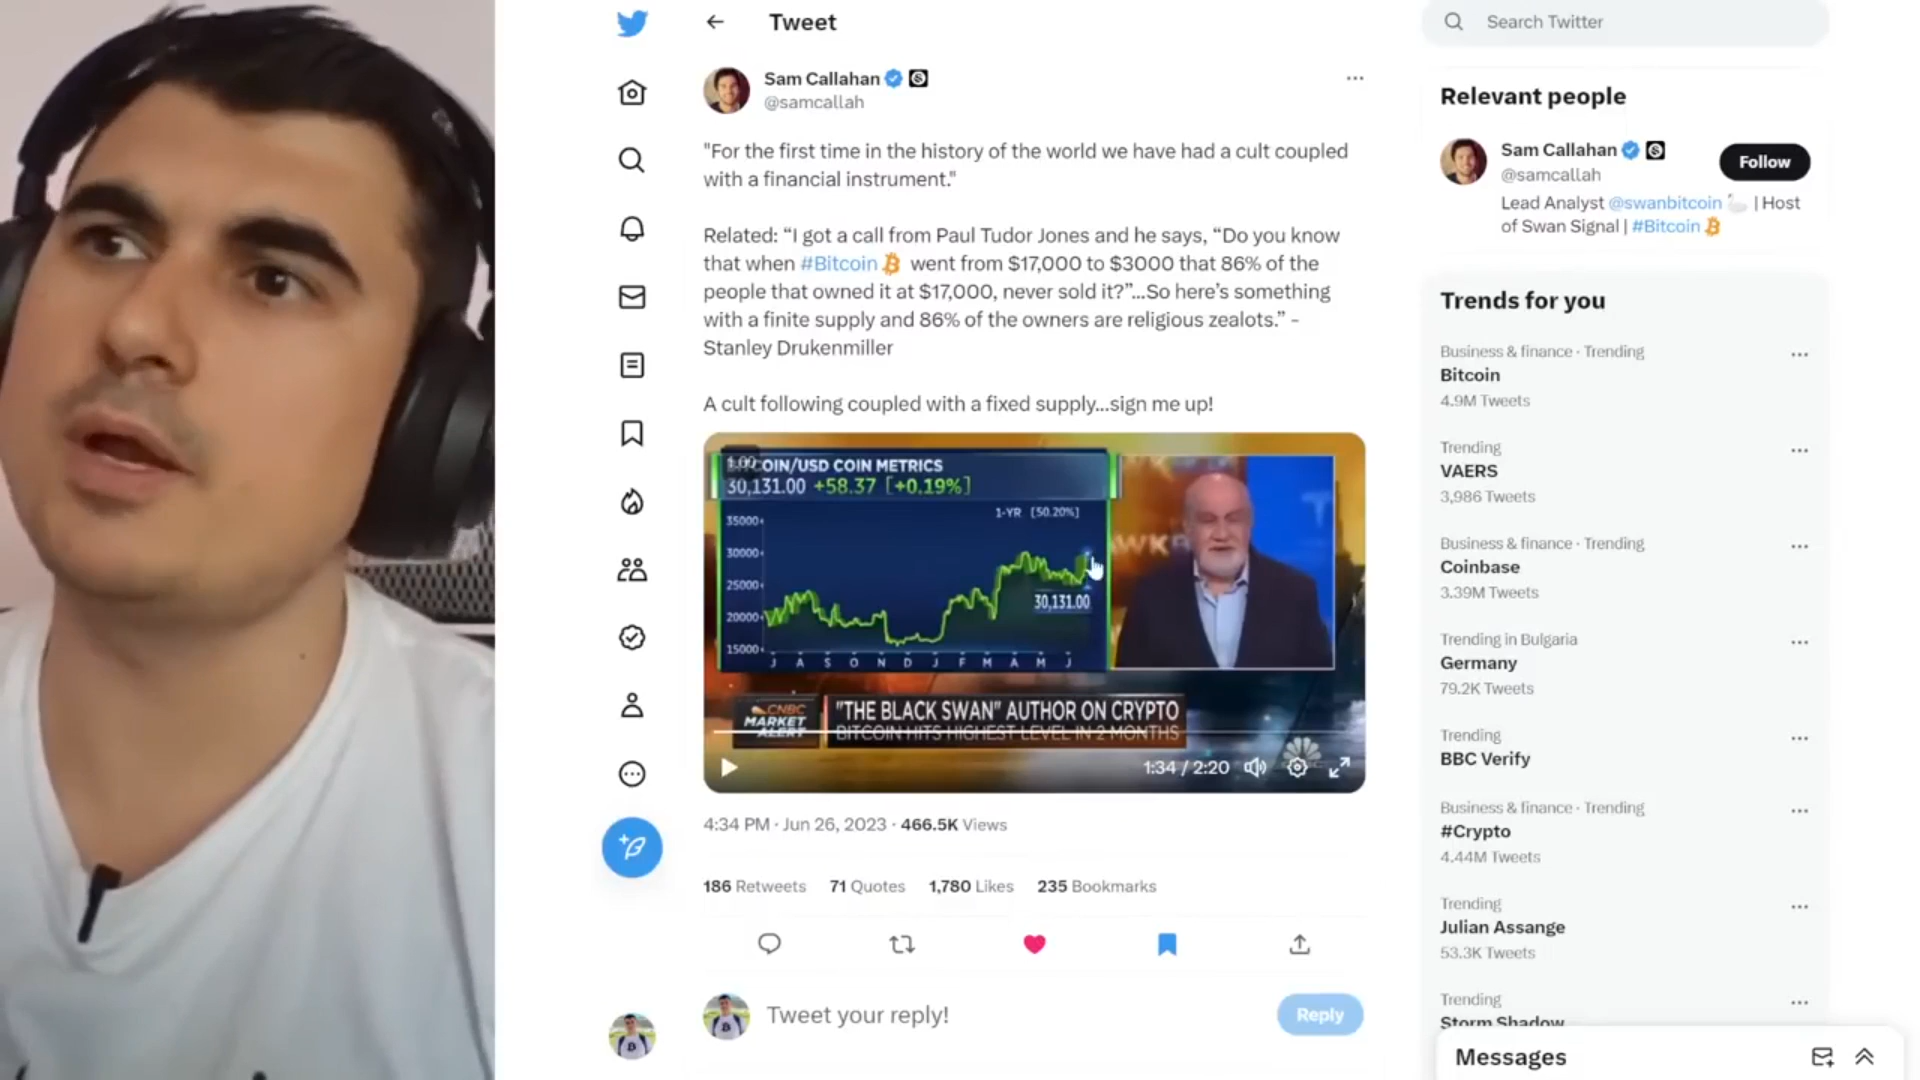 Tweet
Search Twitter
Sam Callahan
@samcallah
"For the first time in the history of the world we have had a cult coupled
with a financial instrument."
Related: “I got a call from Paul Tudor Jones and he says, “Do you know
that when #Bitcoin went from $17,000 to $3000 that 86% of the
people that owned it at $17,000, never sold it?”...So here’s something
with a finite supply and 86% of the owners are religious zealots.” -
Stanley Drukenmiller
A cult following coupled with a fixed supply...sign me up!
COIN/USD COIN METRICS
30,131.00 +58.37 [+0.19%]
1-YR [50.20%]
35000
30000
25000
20000
15000
30,131.00
J A S O N D J F M A M J
CNBC
MARKET
ALERT
"THE BLACK SWAN" AUTHOR ON CRYPTO
BITCOIN HITS HIGHEST LEVEL IN 2 MONTHS
1:34 / 2:20
4:34 PM · Jun 26, 2023 · 466.5K Views
186 Retweets 71 Quotes 1,780 Likes 235 Bookmarks
Tweet your reply!
Reply
Relevant people
Sam Callahan
@samcallah
Follow
Lead Analyst @swanbitcoin | Host
of Swan Signal | #Bitcoin
Trends for you
Business & finance · Trending
Bitcoin
4.9M Tweets
Trending
VAERS
3,986 Tweets
Business & finance · Trending
Coinbase
3.39M Tweets
Trending in Bulgaria
Germany
79.2K Tweets
Trending
BBC Verify
Business & finance · Trending
#Crypto
4.44M Tweets
Trending
Julian Assange
53.3K Tweets
Trending
Storm Shadow
Messages